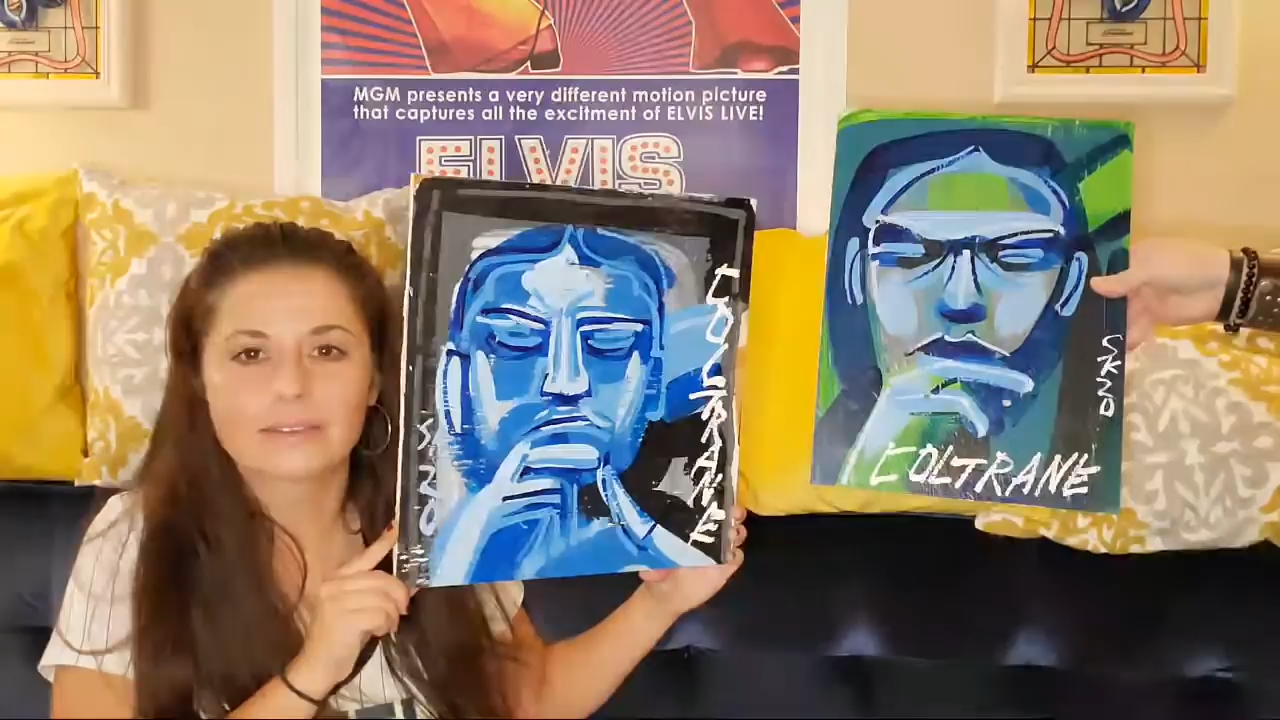 MGM presents a very different motion picture
that captures all the excitment of ELVIS LIVE!
ELVIS
COLTRANE
COLTRANE